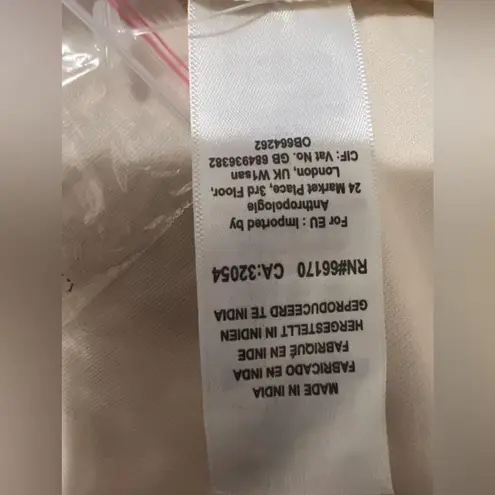 MADE IN INDIA
FABRICADO EN INDA
FABRIQUÉ EN INDE
HERGESTELLT IN INDIEN
GEPRODUCEERD TE INDIA
RN#66170 CA:32054
For EU : Imported by
Anthropologie
24 Market Place, 3rd Floor,
London, UK W1san
CIF: Vat No. GB 684936382
OB664262